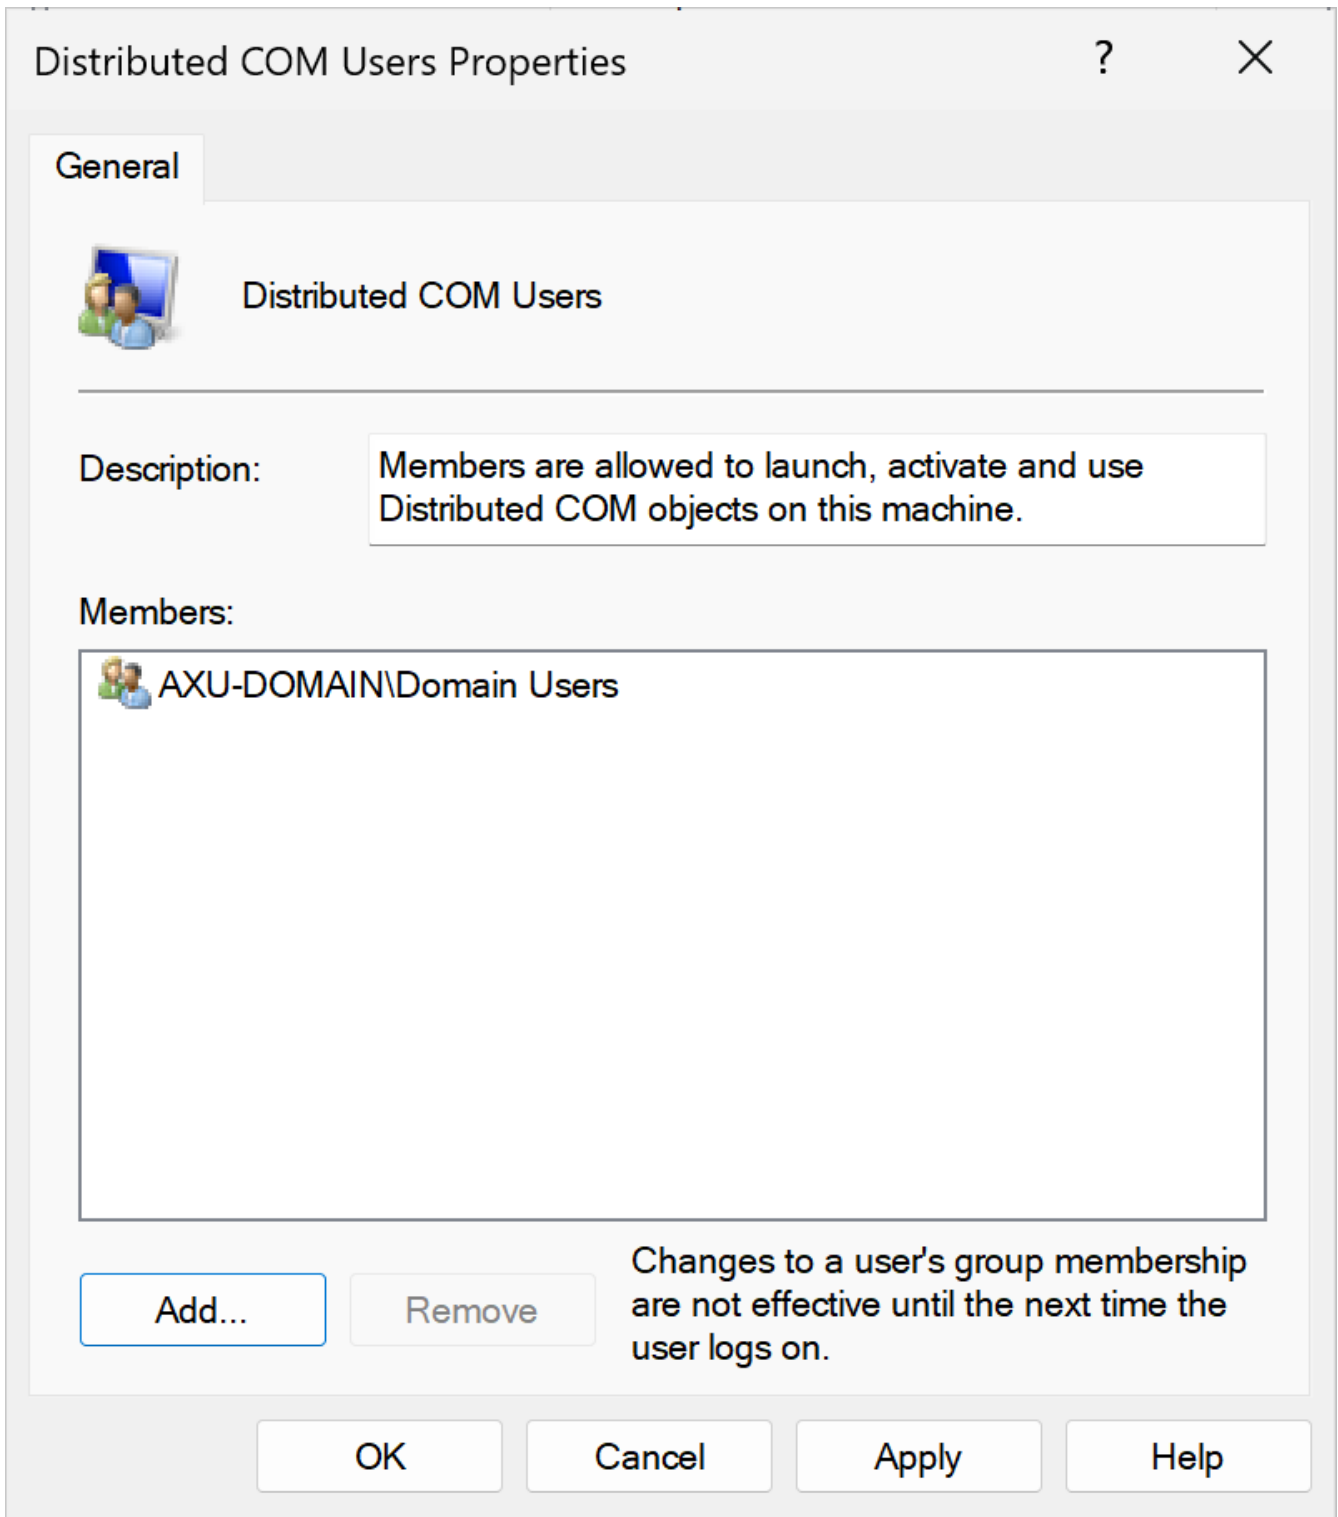 Distributed COM Users Properties
?
General
Distributed COM Users
Description:
Members are allowed to launch, activate and use
Distributed COM objects on this machine.
Members:
AXU-DOMAIN\Domain Users
Add...
Remove
Changes to a user's group membership
are not effective until the next time the
user logs on.
OK
Cancel
Apply
Help